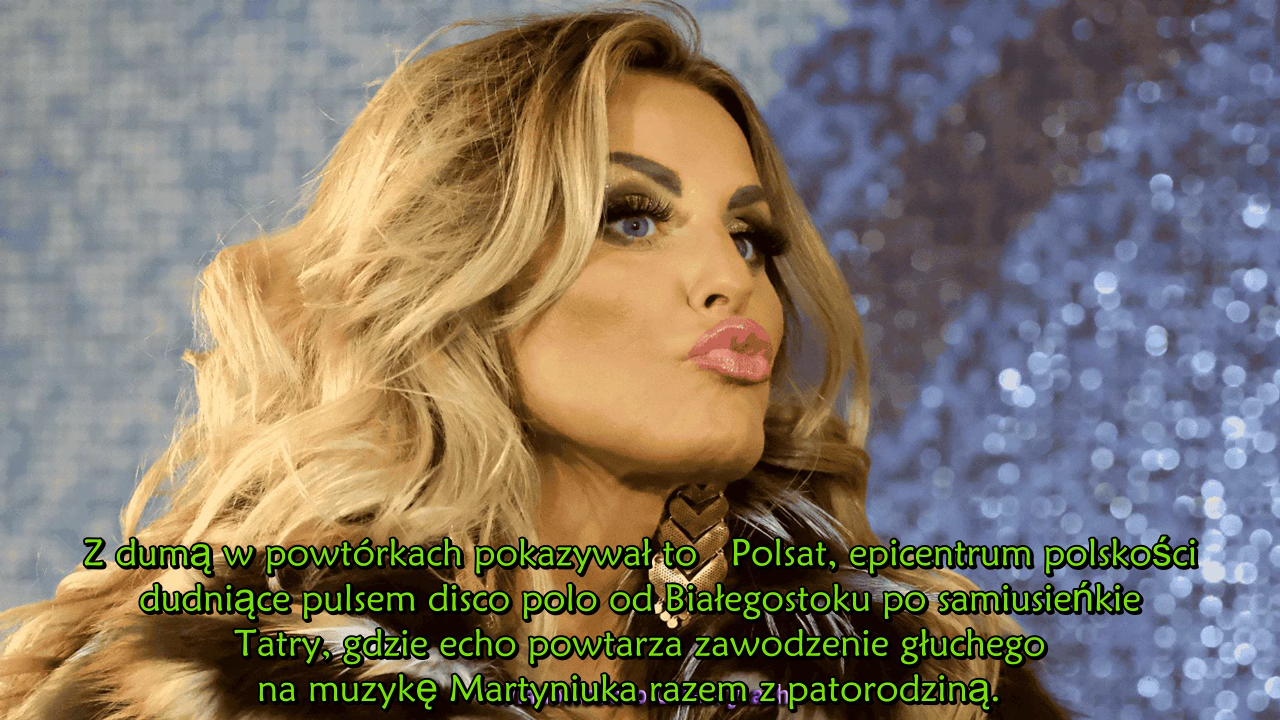 Z dumą w powtórkach pokazywał to Polsat, epicentrum polskości
dudniące pulsem disco polo od Białegostoku po samiusieńkie
Tatry, gdzie echo powtarza zawodzenie głuchego
na muzykę Martyniuka razem z patorodziną.